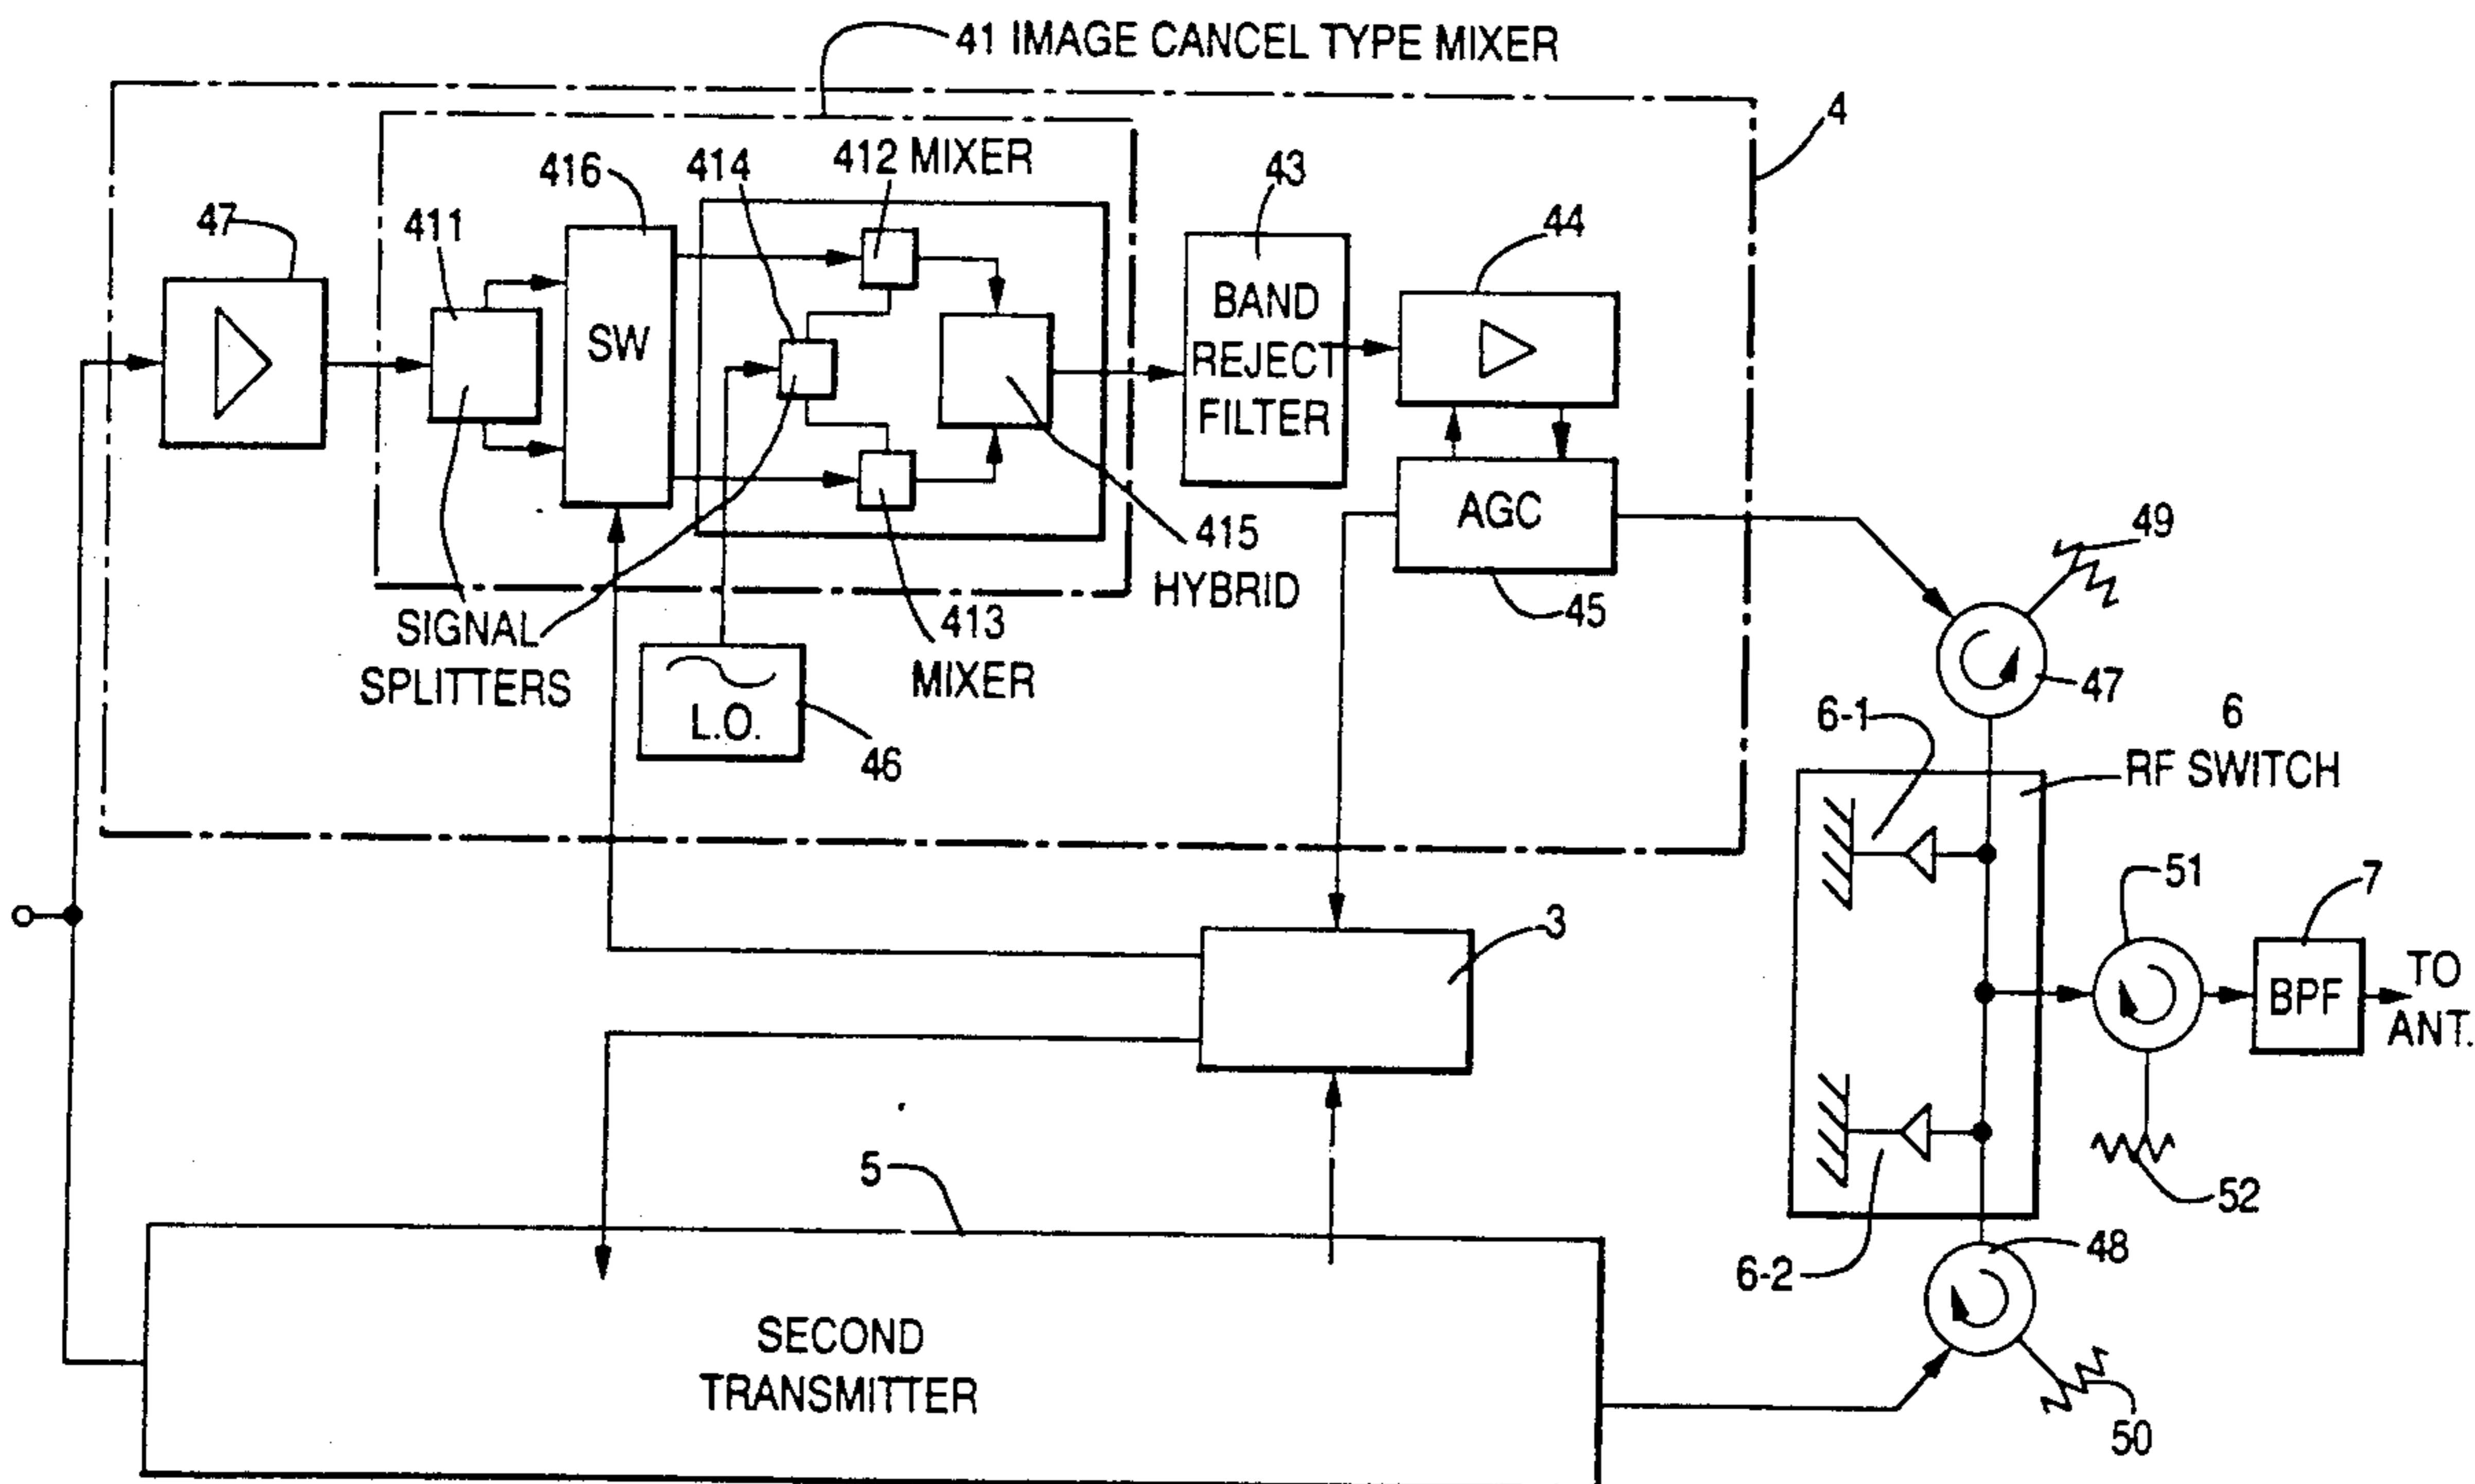 41 IMAGE CANCEL TYPE MIXER
4
412 MIXER
414
416
43
47
411
44
SW
BAND
REJECT
FILTER
AGC
415
HYBRID
49
45
SIGNAL
SPLITTERS
413
MIXER
L.O.
46
47
6-1
6
RF SWITCH
51
7
3
BPF
TO
ANT.
5
52
6-2
48
SECOND
TRANSMITTER
50